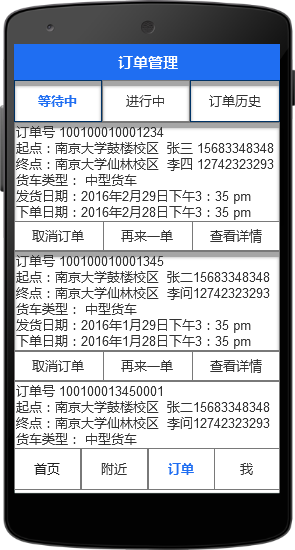 订单管理
等待中 进行中 订单历史
订单号 100100010001234
起点：南京大学鼓楼校区 张三 15683348348
终点：南京大学仙林校区 李四 12742323293
货车类型： 中型货车
发货日期：2016年2月29日下午3：35 pm
下单日期：2016年2月28日下午3：35 pm
取消订单 再来一单 查看详情
订单号 100100010001345
起点：南京大学鼓楼校区 张二15683348348
终点：南京大学仙林校区 李问12742323293
货车类型： 中型货车
发货日期：2016年1月29日下午3：35 pm
下单日期：2016年1月28日下午3：35 pm
取消订单 再来一单 查看详情
订单号 100100013450001
起点：南京大学鼓楼校区 张二15683348348
终点：南京大学仙林校区 李问12742323293
货车类型： 中型货车
首页 附近 订单 我